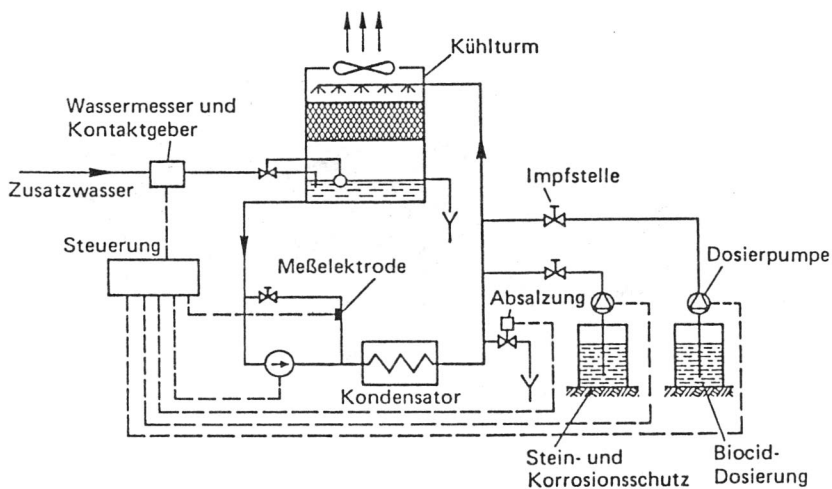 Kühlturm
Wassermesser und
Kontaktgeber
Zusatzwasser
Impfstelle
Steuerung
Meßelektrode
Dosierpumpe
Absalzung
Kondensator
Stein- und
Korrosionsschutz
Biocid-
Dosierung